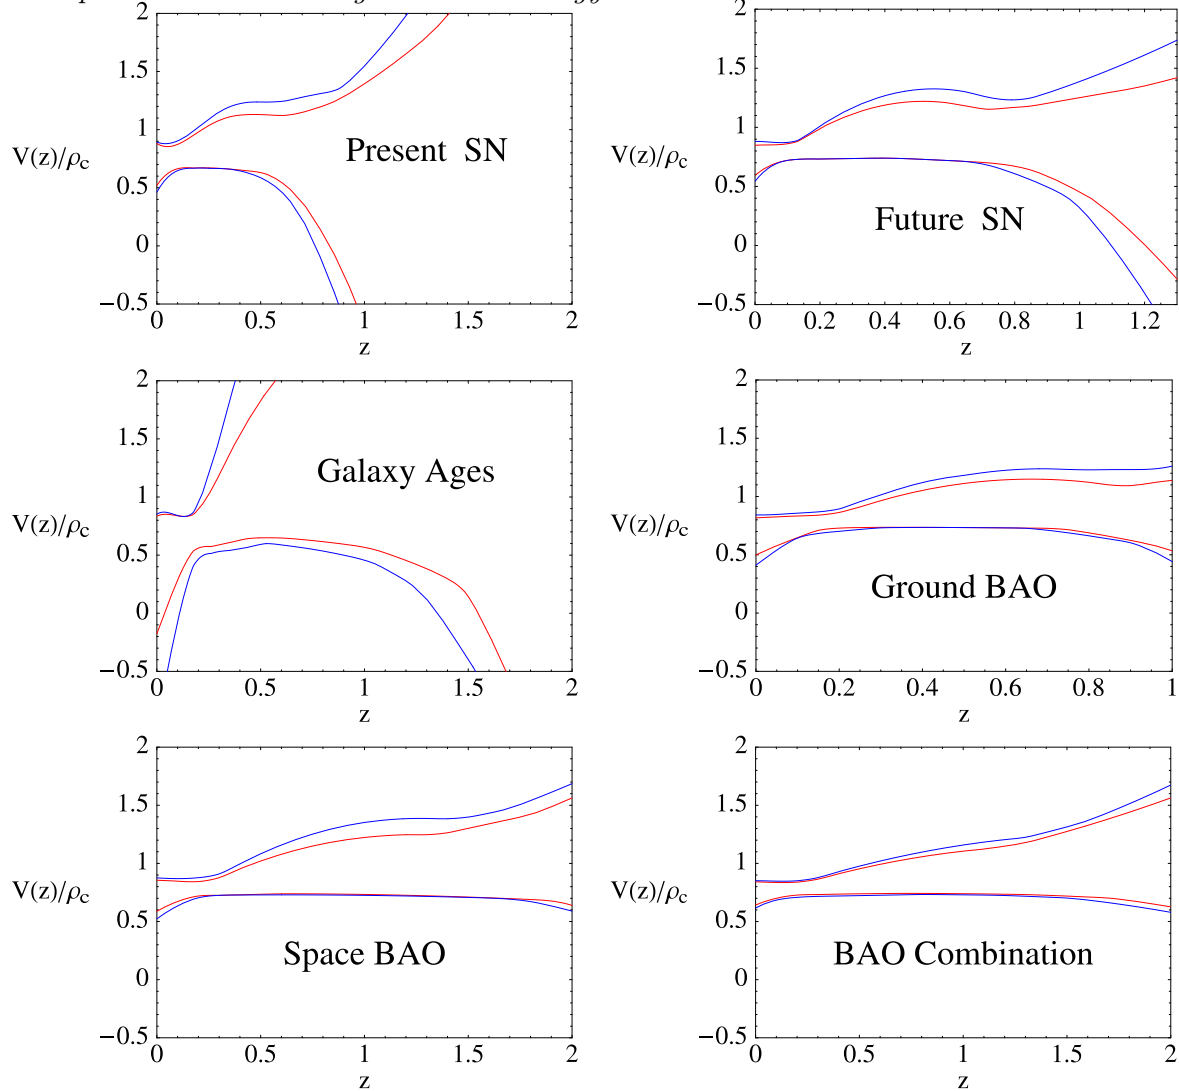 2
1.5
1
0.5
0
−0.5
V(z)/ρc
Present SN
0 0.5 1 1.5 2
z
2
1.5
1
0.5
0
−0.5
V(z)/ρc
Future SN
0 0.2 0.4 0.6 0.8 1 1.2
z
2
1.5
1
0.5
0
−0.5
V(z)/ρc
Galaxy Ages
0 0.5 1 1.5 2
z
2
1.5
1
0.5
0
−0.5
V(z)/ρc
Ground BAO
0 0.2 0.4 0.6 0.8 1
z
2
1.5
1
0.5
0
−0.5
V(z)/ρc
Space BAO
0 0.5 1 1.5 2
z
2
1.5
1
0.5
0
−0.5
V(z)/ρc
BAO Combination
0 0.5 1 1.5 2
z